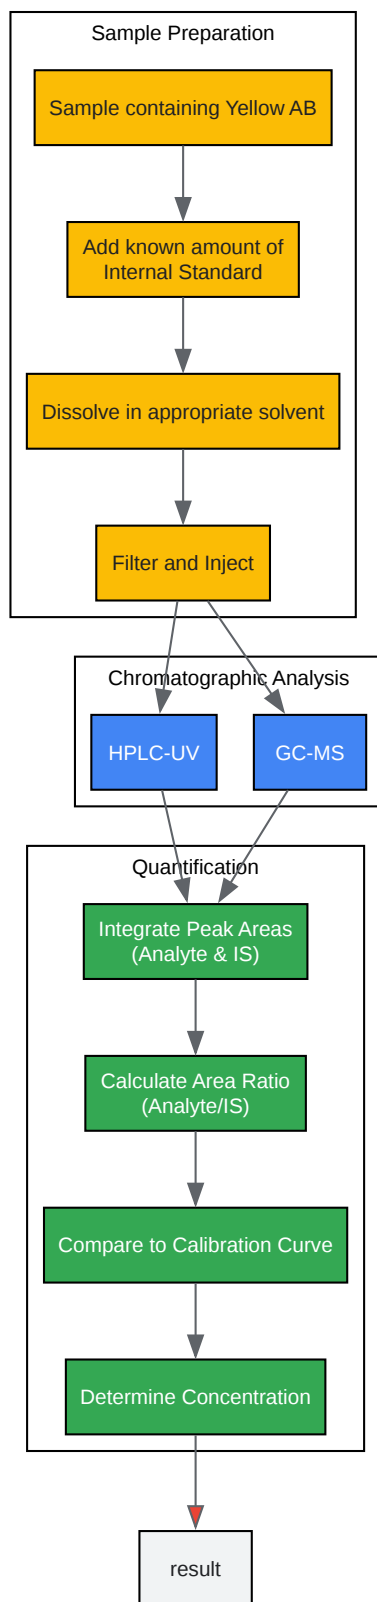 Sample Preparation
Sample containing Yellow AB
Add known amount of
Internal Standard
Dissolve in appropriate solvent
Filter and Inject
Chromatographic Analysis
HPLC-UV
GC-MS
Quantification
Integrate Peak Areas
(Analyte & IS)
Calculate Area Ratio
(Analyte/IS)
Compare to Calibration Curve
Determine Concentration
result